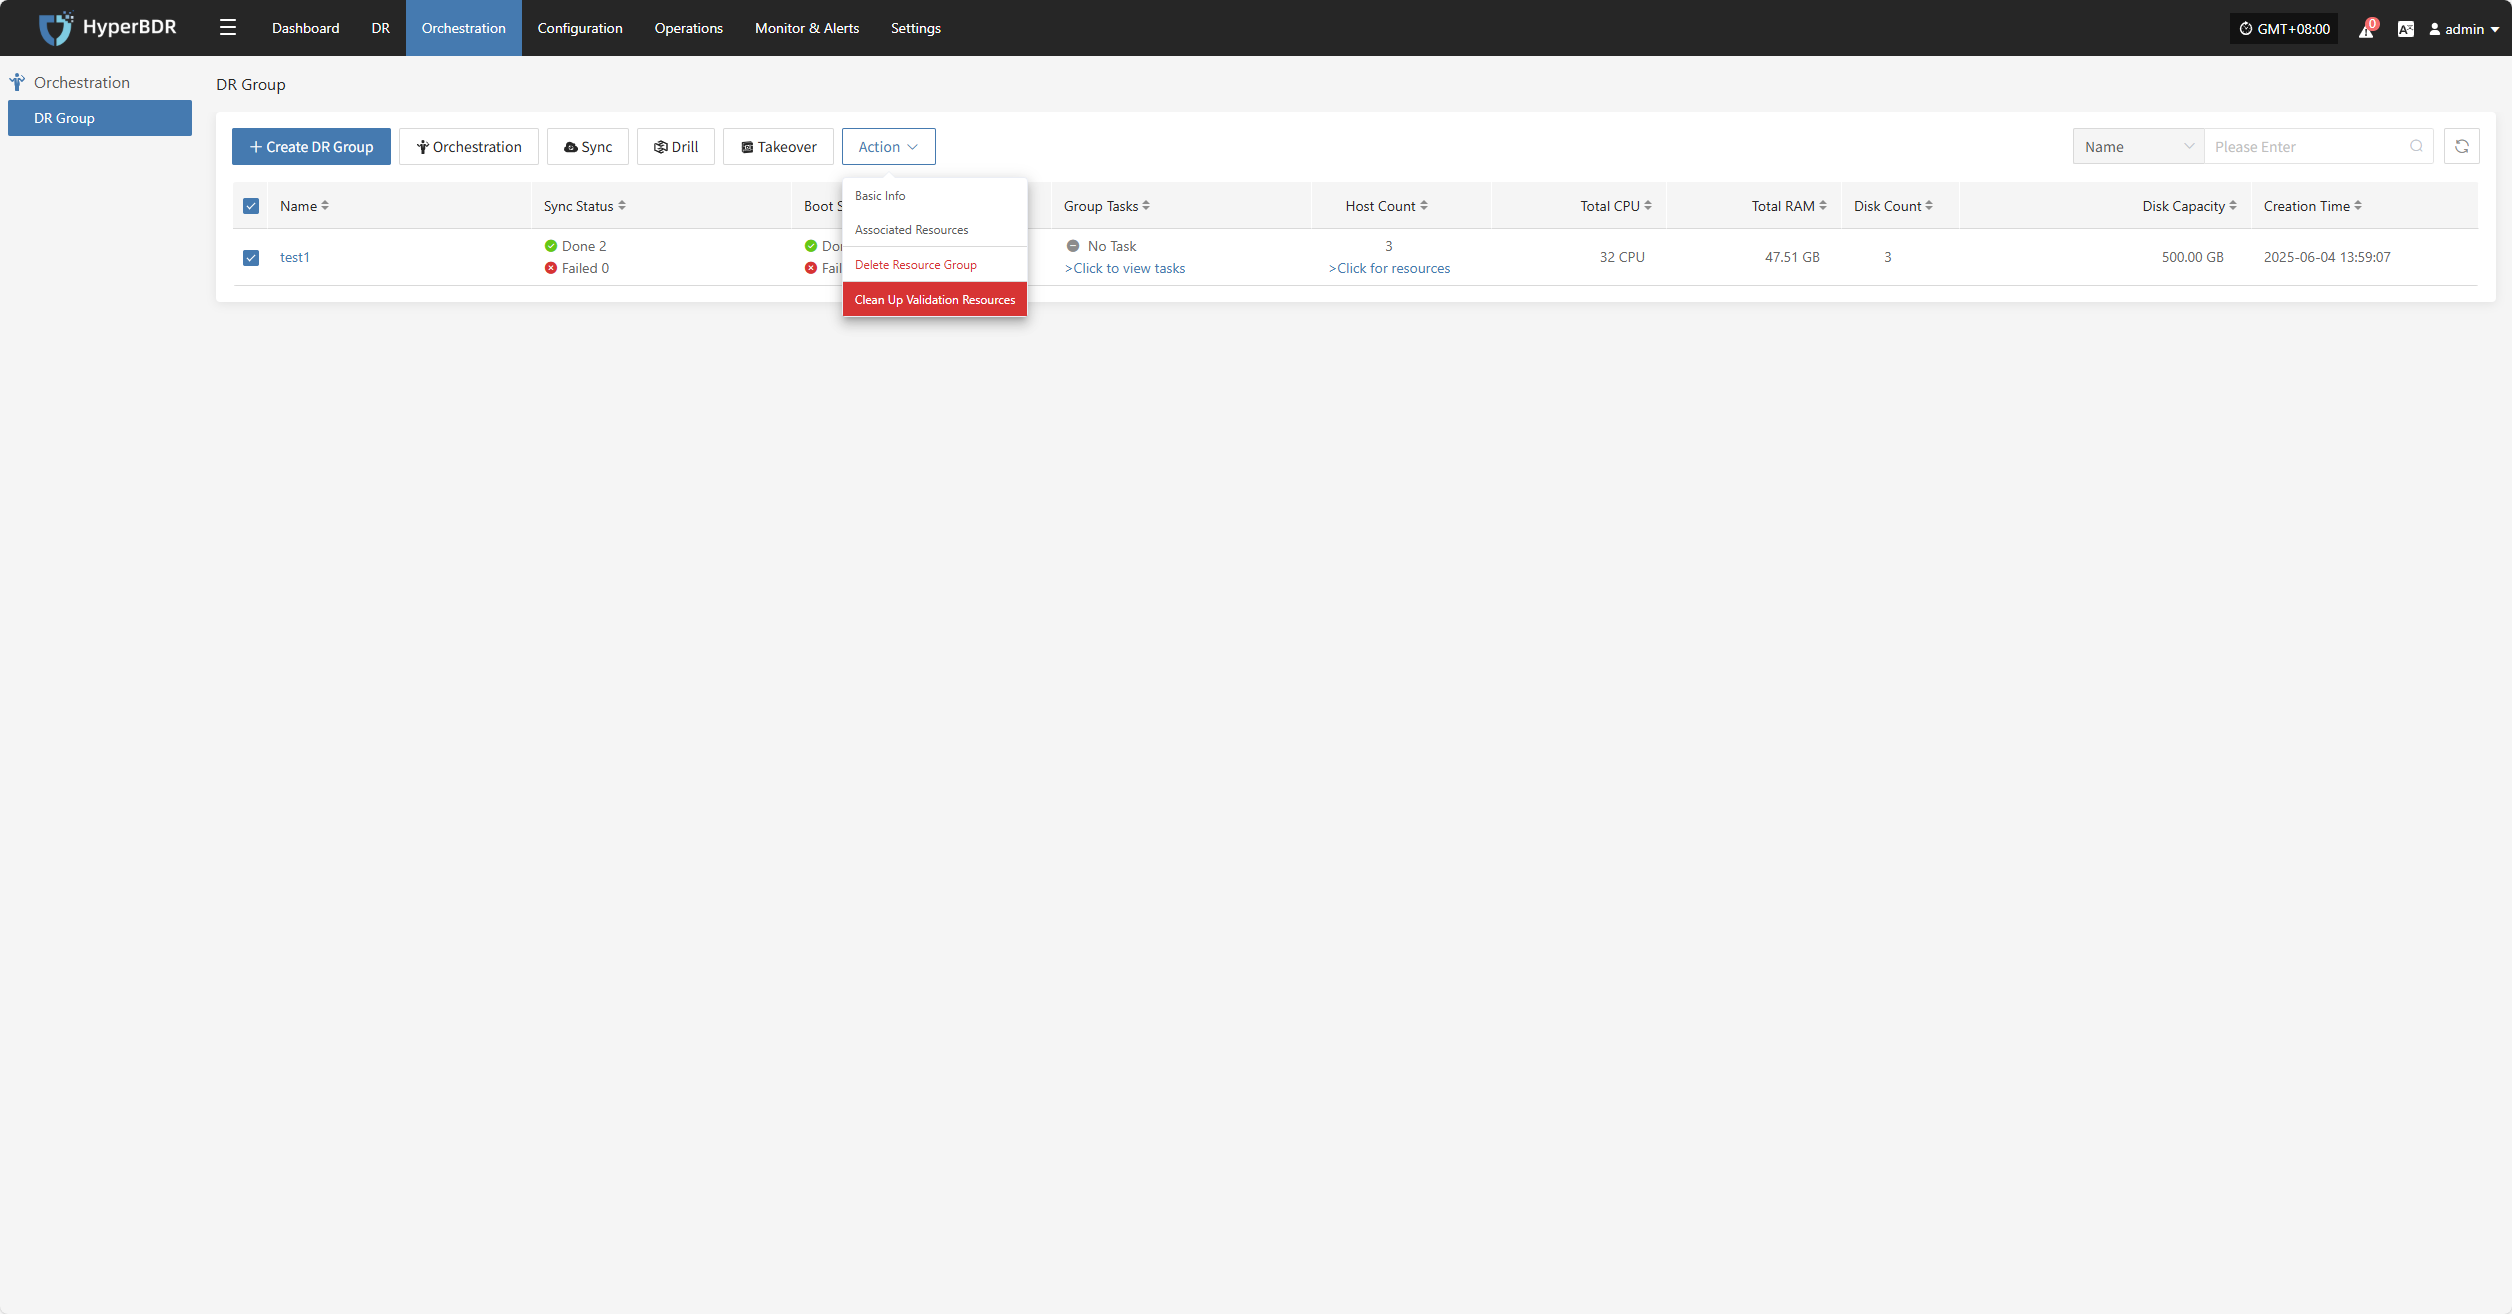 HyperBDR
Dashboard DR Orchestration Configuration Operations Monitor & Alerts Settings
GMT+08:00 0 admin
Orchestration
DR Group
DR Group
Create DR Group Orchestration Sync Drill Takeover Action
Name Please Enter
Basic Info
Associated Resources
Delete Resource Group
Clean Up Validation Resources
Name Sync Status Boot Group Tasks Host Count Total CPU Total RAM Disk Count Disk Capacity Creation Time
test1
Done 2
Failed 0
No Task
>Click to view tasks
3
>Click for resources
32 CPU
47.51 GB
3
500.00 GB
2025-06-04 13:59:07